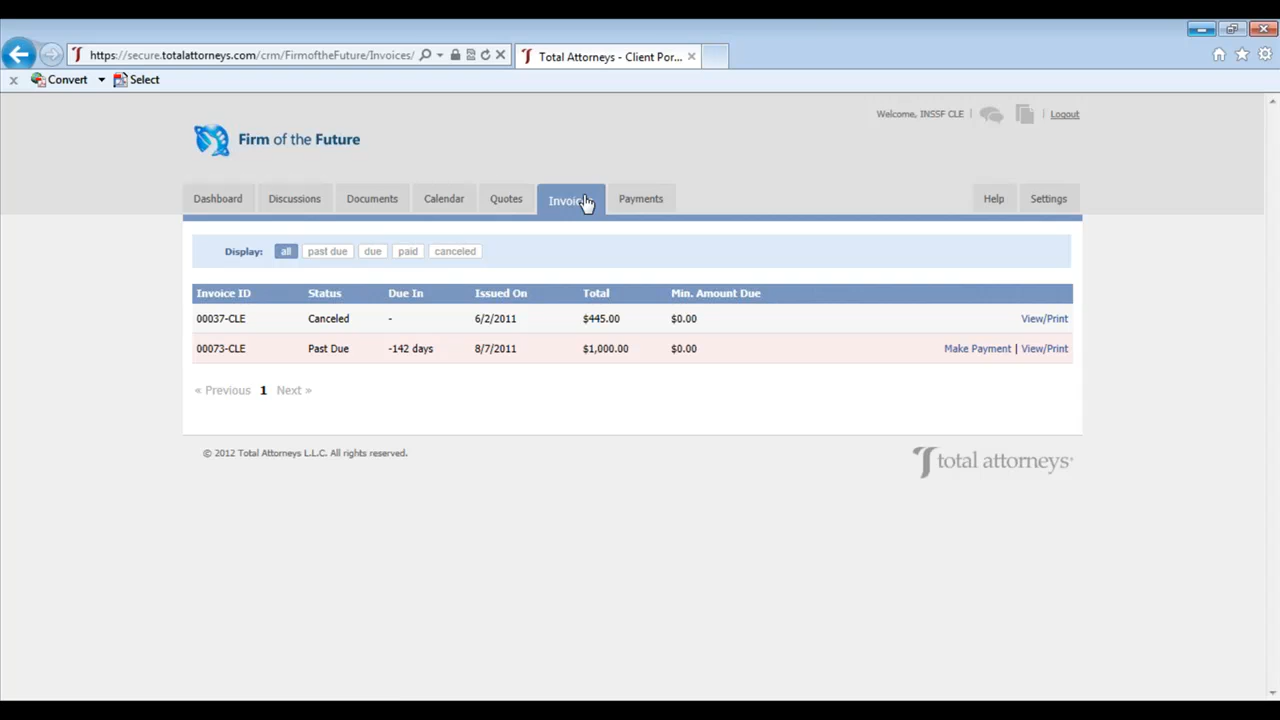 https://secure.totalattorneys.com/crm/FirmoftheFuture/Invoices/
Total Attorneys - Client Por...
Convert Select
Welcome, INSSF CLE | | Logout
Firm of the Future
Dashboard Discussions Documents Calendar Quotes Payments Help Settings
Display: all past due due paid canceled
Invoice ID Status Due In Issued On Total Min. Amount Due
00037-CLE Canceled - 6/2/2011 $445.00 $0.00 View/Print
00073-CLE Past Due -142 days 8/7/2011 $1,000.00 $0.00 Make Payment | View/Print
« Previous 1 Next »
© 2012 Total Attorneys L.L.C. All rights reserved.
total attorneys